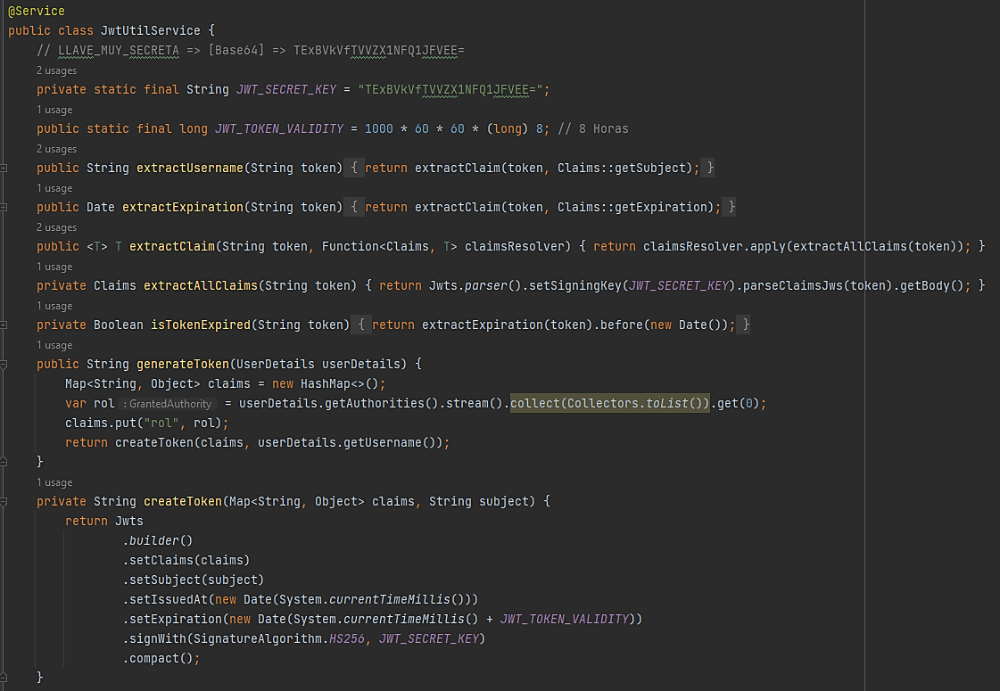 @Service
public class JwtUtilService {
// LLAVE_MUY_SECRETA => [Base64] => TExBVkVfTVVZX1NFQ1JFVEE=
2 usages
private static final String JWT_SECRET_KEY = "TExBVkVfTVVZX1NFQ1JFVEE=";
1 usage
public static final long JWT_TOKEN_VALIDITY = 1000 * 60 * 60 * (long) 8; // 8 Horas
2 usages
public String extractUsername(String token) { return extractClaim(token, Claims::getSubject); }
1 usage
public Date extractExpiration(String token) { return extractClaim(token, Claims::getExpiration); }
2 usages
public <T> T extractClaim(String token, Function<Claims, T> claimsResolver) { return claimsResolver.apply(extractAllClaims(token)); }
1 usage
private Claims extractAllClaims(String token) { return Jwts.parser().setSigningKey(JWT_SECRET_KEY).parseClaimsJws(token).getBody(); }
1 usage
private Boolean isTokenExpired(String token) { return extractExpiration(token).before(new Date()); }
1 usage
public String generateToken(UserDetails userDetails) {
Map<String, Object> claims = new HashMap<>();
var rol : GrantedAuthority = userDetails.getAuthorities().stream().collect(Collectors.toList()).get(0);
claims.put("rol", rol);
return createToken(claims, userDetails.getUsername());
}
1 usage
private String createToken(Map<String, Object> claims, String subject) {
return Jwts
.builder()
.setClaims(claims)
.setSubject(subject)
.setIssuedAt(new Date(System.currentTimeMillis()))
.setExpiration(new Date(System.currentTimeMillis() + JWT_TOKEN_VALIDITY))
.signWith(SignatureAlgorithm.HS256, JWT_SECRET_KEY)
.compact();
}